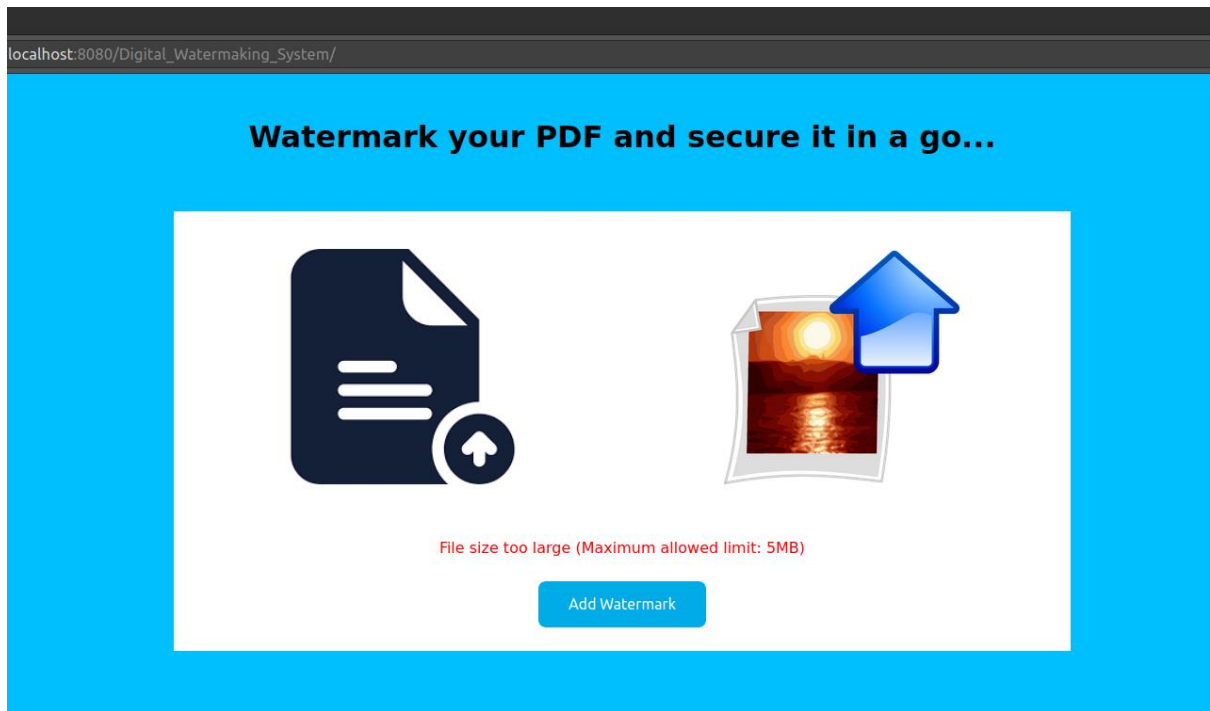 localhost:8080/Digital_Watermaking_System/
Watermark your PDF and secure it in a go...
File size too large (Maximum allowed limit: 5MB)
Add Watermark